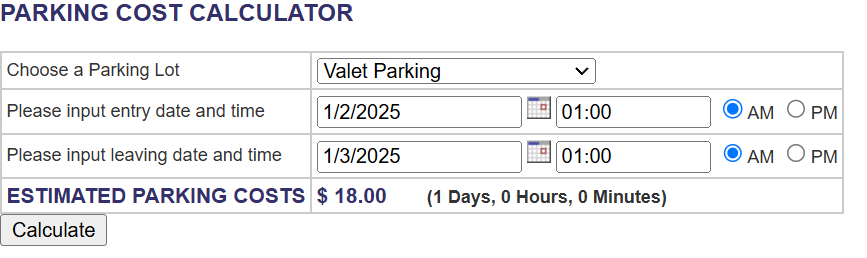 PARKING COST CALCULATOR
Choose a Parking Lot Valet Parking
Please input entry date and time 1/2/2025 01:00 AM PM
Please input leaving date and time 1/3/2025 01:00 AM PM
ESTIMATED PARKING COSTS $ 18.00 (1 Days, 0 Hours, 0 Minutes)
Calculate